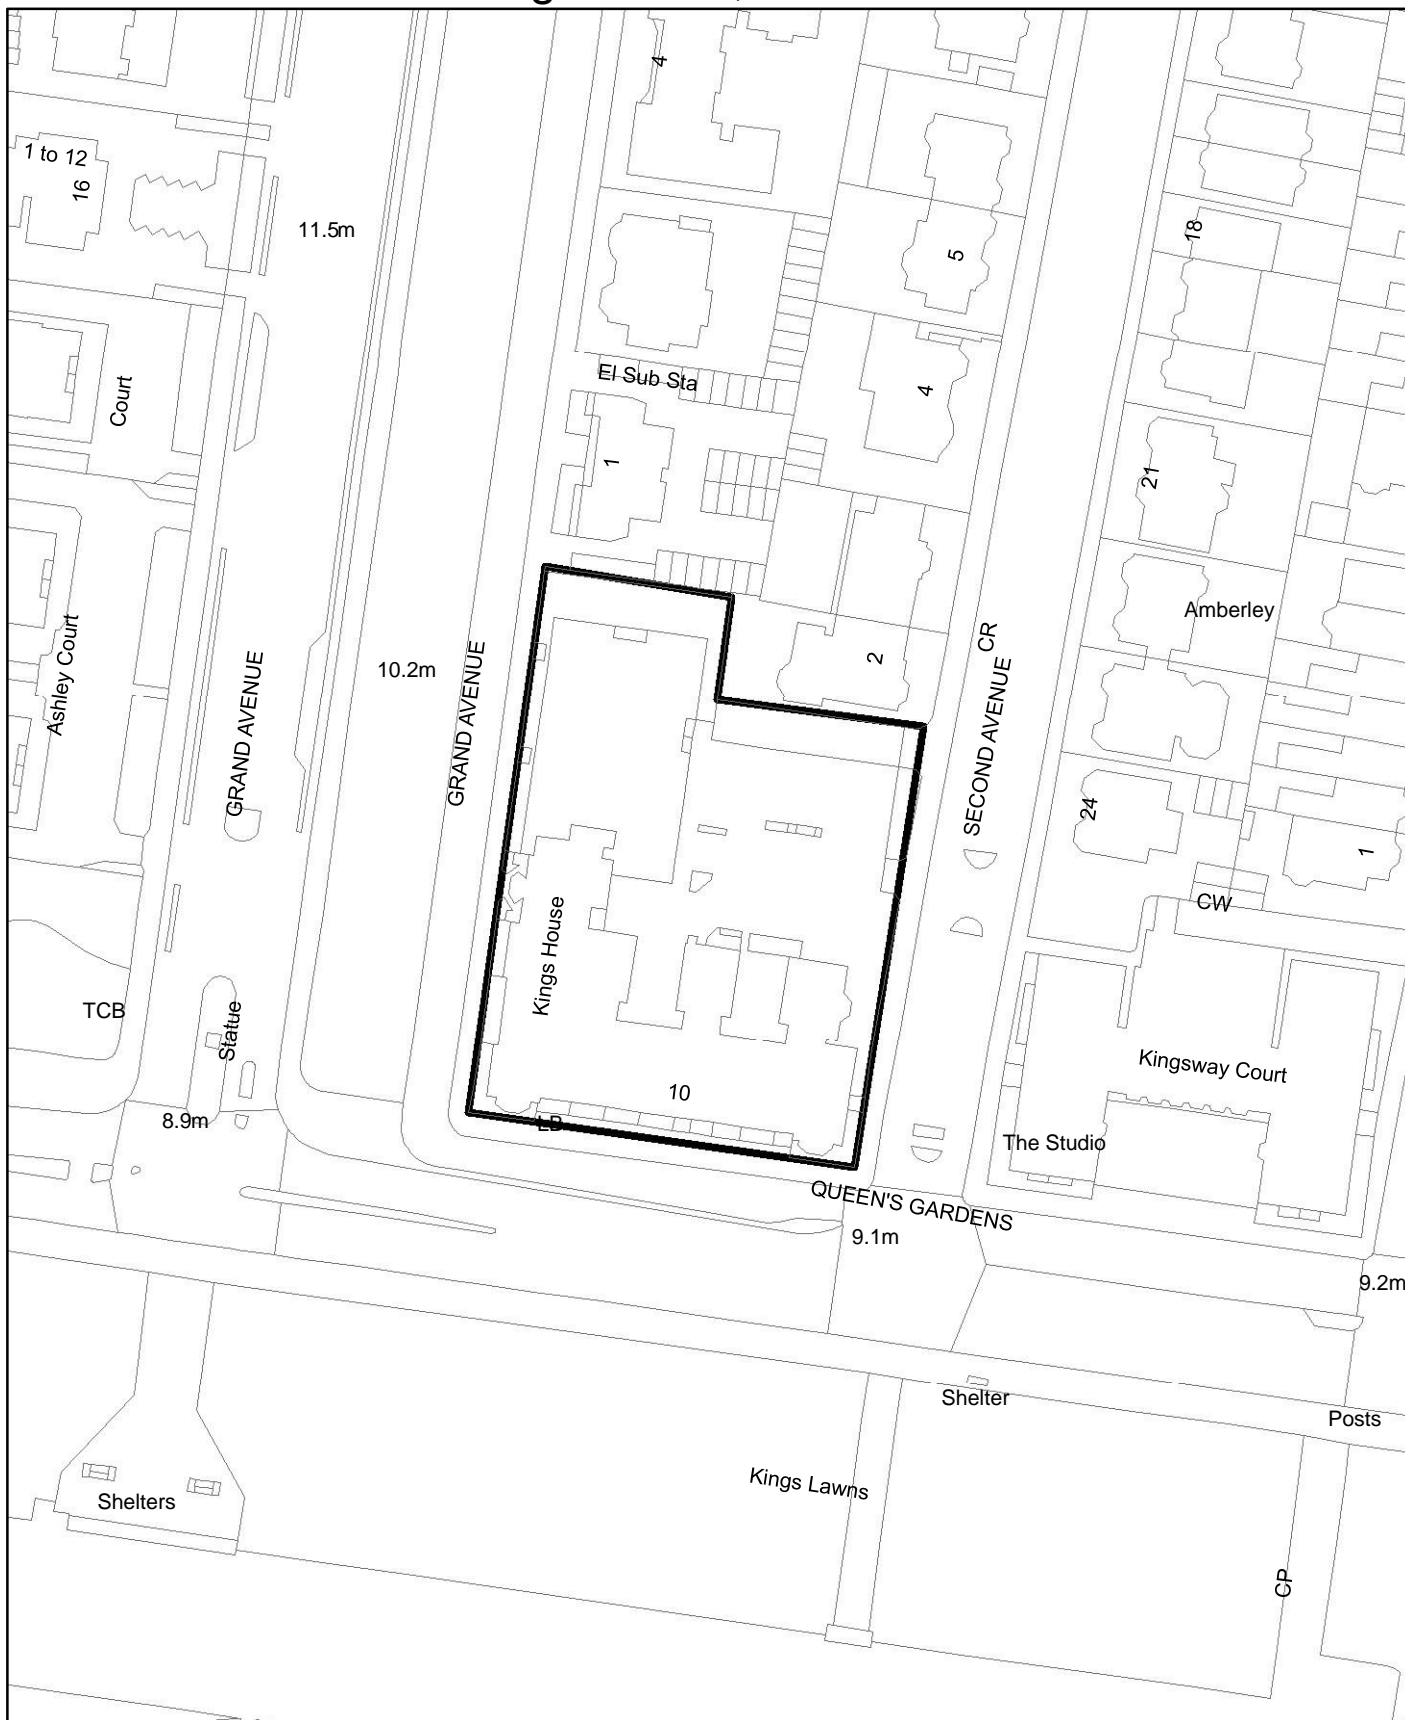 4
1 to 12
16
11.5m
18
5
El Sub Sta
Court
4
1
21
Amberley
Ashley Court
GRAND AVENUE
10.2m
GRAND AVENUE
2
CR
SECOND AVENUE
24
1
CW
Kings House
TCB
Statue
Kingsway Court
10
8.9m
LB
The Studio
QUEEN'S GARDENS
9.1m
9.2m
Shelter
Posts
Kings Lawns
Shelters
CP